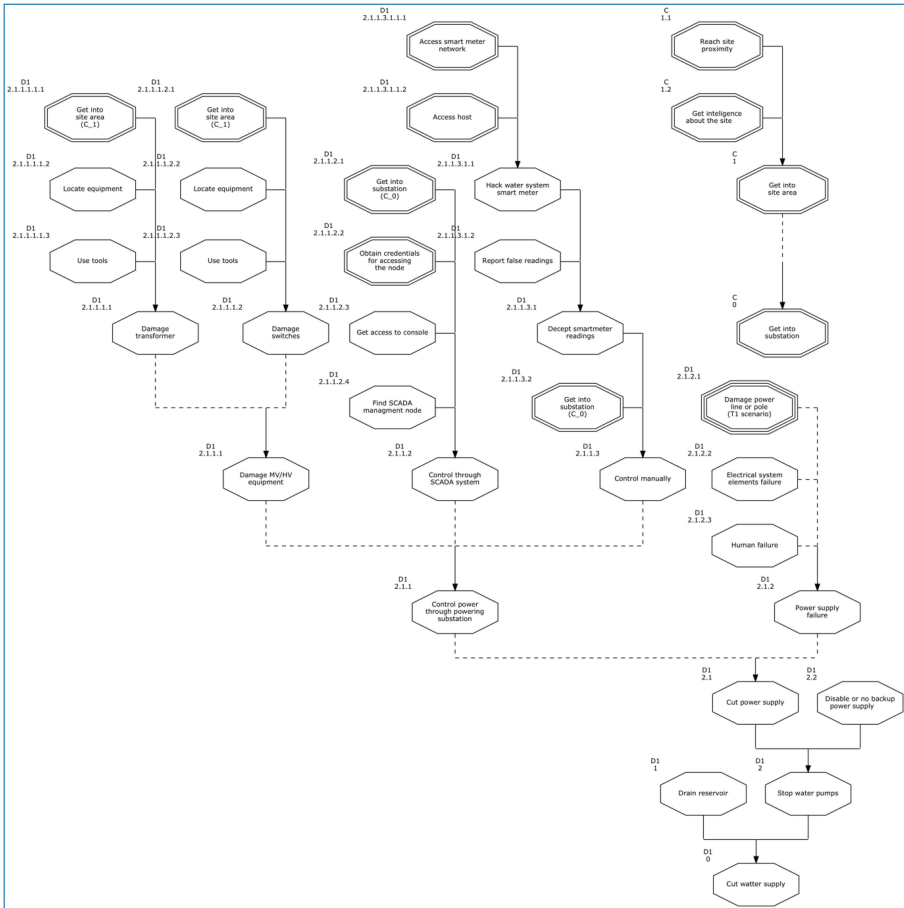 D1
2.1.1.3.1.1.1
Access smart meter
network
C
1.1
Reach site
proximity
D1
2.1.1.1.1.1
Get into
site area
(C_1)
D1
2.1.1.1.2.1
Get into
site area
(C_1)
D1
2.1.1.3.1.1.2
Access host
C
1.2
Get inteligence
about the site
D1
2.1.1.1.1.2
Locate equipment
D1
2.1.1.1.2.2
Locate equipment
D1
2.1.1.2.1
Get into
substation
(C_0)
D1
2.1.1.3.1.1
Hack water system
smart meter
C
1
Get into
site area
D1
2.1.1.1.1.3
Use tools
D1
2.1.1.1.2.3
Use tools
D1
2.1.1.2.2
Obtain credentials
for accessing
the node
D1
2.1.1.3.1.2
Report false readings
D1
2.1.1.1.1
Damage
transformer
D1
2.1.1.1.2
Damage
switches
D1
2.1.1.2.3
Get access to console
D1
2.1.1.3.1
Decept smartmeter
readings
C
0
Get into
substation
D1
2.1.1.2.4
Find SCADA
managment node
D1
2.1.1.3.2
Get into
substation
(C_0)
D1
2.1.2.1
Damage power
line or pole
(T1 scenario)
D1
2.1.1.1
Damage MV/HV
equipment
D1
2.1.1.2
Control through
SCADA system
D1
2.1.1.3
Control manually
D1
2.1.2.2
Electrical system
elements failure
D1
2.1.2.3
Human failure
D1
2.1.1
Control power
through powering
substation
D1
2.1.2
Power supply
failure
D1
2.1
Cut power supply
D1
2.2
Disable or no backup
power supply
D1
1
Drain reservoir
D1
2
Stop water pumps
D1
0
Cut watter supply